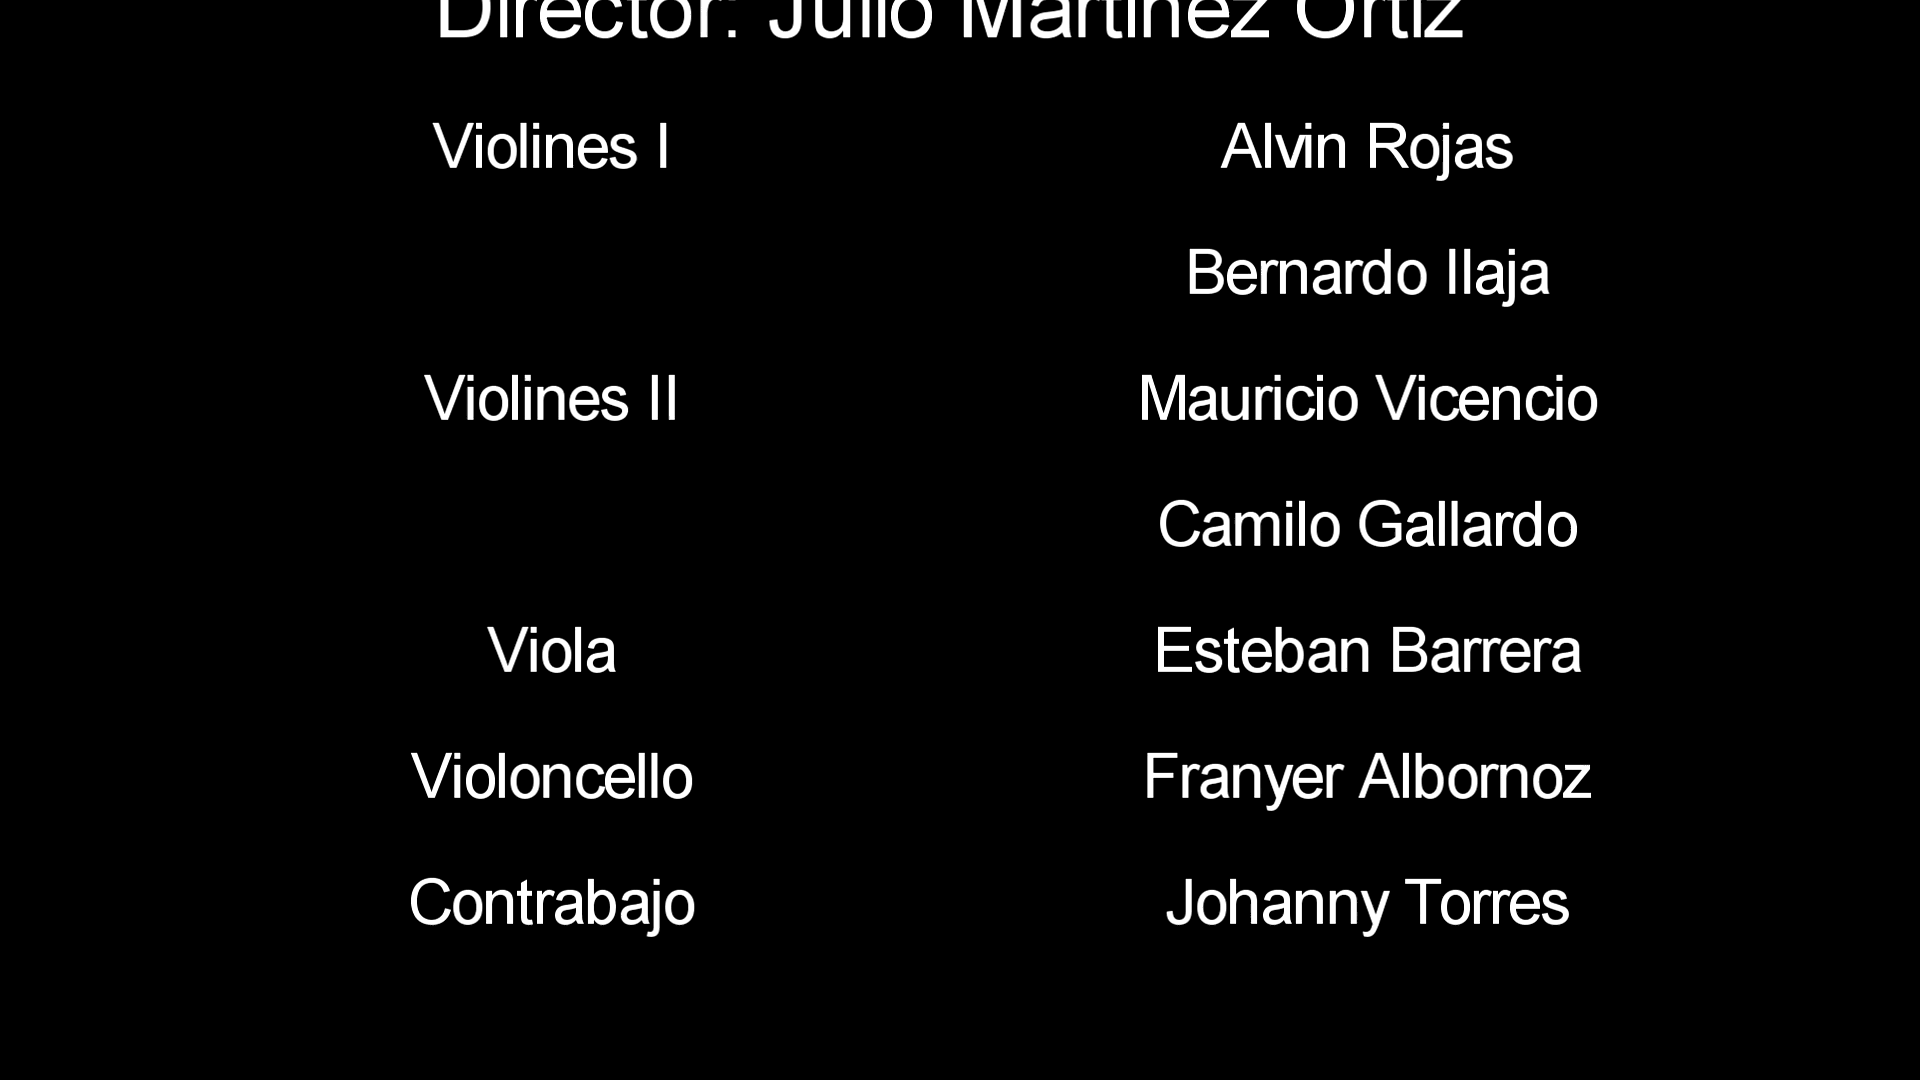 Director: Julio Martinez Ortiz
Violines I Alvin Rojas
Bernardo Ilaja
Violines II Mauricio Vicencio
Camilo Gallardo
Viola Esteban Barrera
Violoncello Franyer Albornoz
Contrabajo Johanny Torres